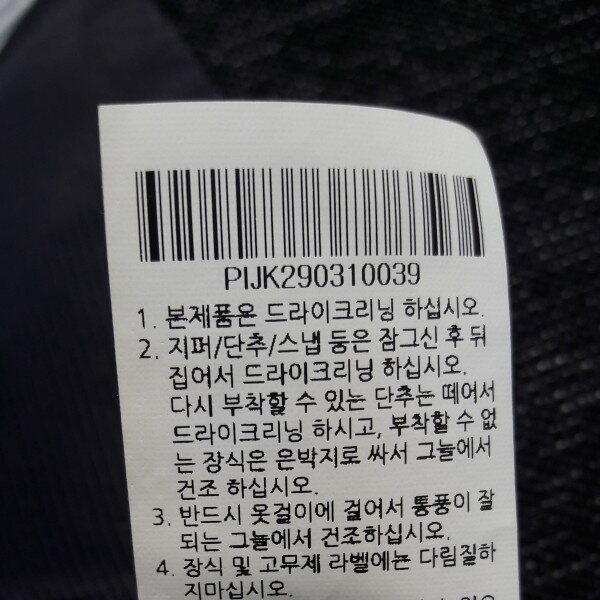 PIJK290310039
1. 본제품은 드라이크리닝 하십시오.
2. 지퍼/단추/스냅 등은 잠그신 후 뒤
집어서 드라이크리닝 하십시오.
다시 부착할 수 있는 단추는 떼어서
드라이크리닝 하시고, 부착할 수 없
는 장식은 은박지로 싸서 그늘에서
건조 하십시오.
3. 반드시 옷걸이에 걸어서 통풍이 잘
되는 그늘에서 건조하십시오.
4. 장식 및 고무제 라벨에는 다림질하
지마십시오.